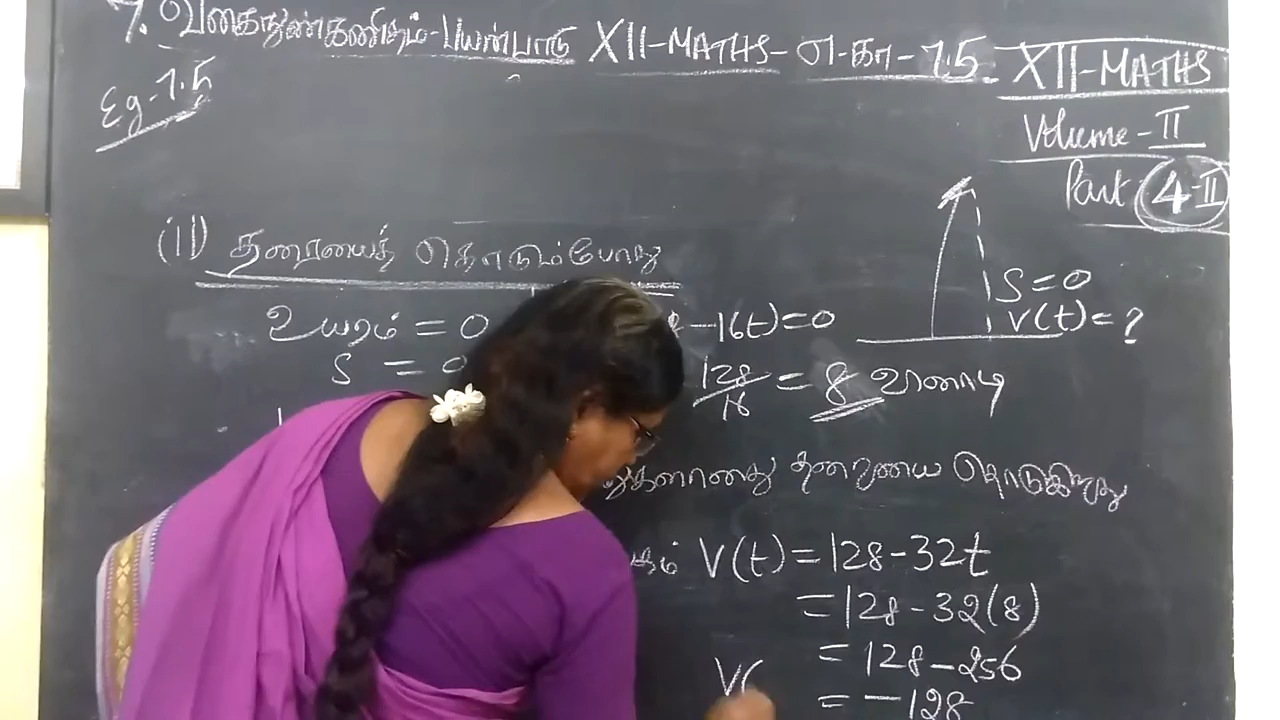 7. வகைநுண்கணிதம்-பயன்பாடு XII-MATHS-எ.கா-7.5
XII-MATHS
Eg-7.5
Volume-II
Part 4-II
(II) தரையைத் தொடும்போது
உயரம் = 0
-16t)=0
S=0
V(t)=?
S = 0
128/16 = 8 வினாடி
தரையை தொடுகிறது
V(t)=128-32t
=128-32(8)
=128-256
V(
=-128